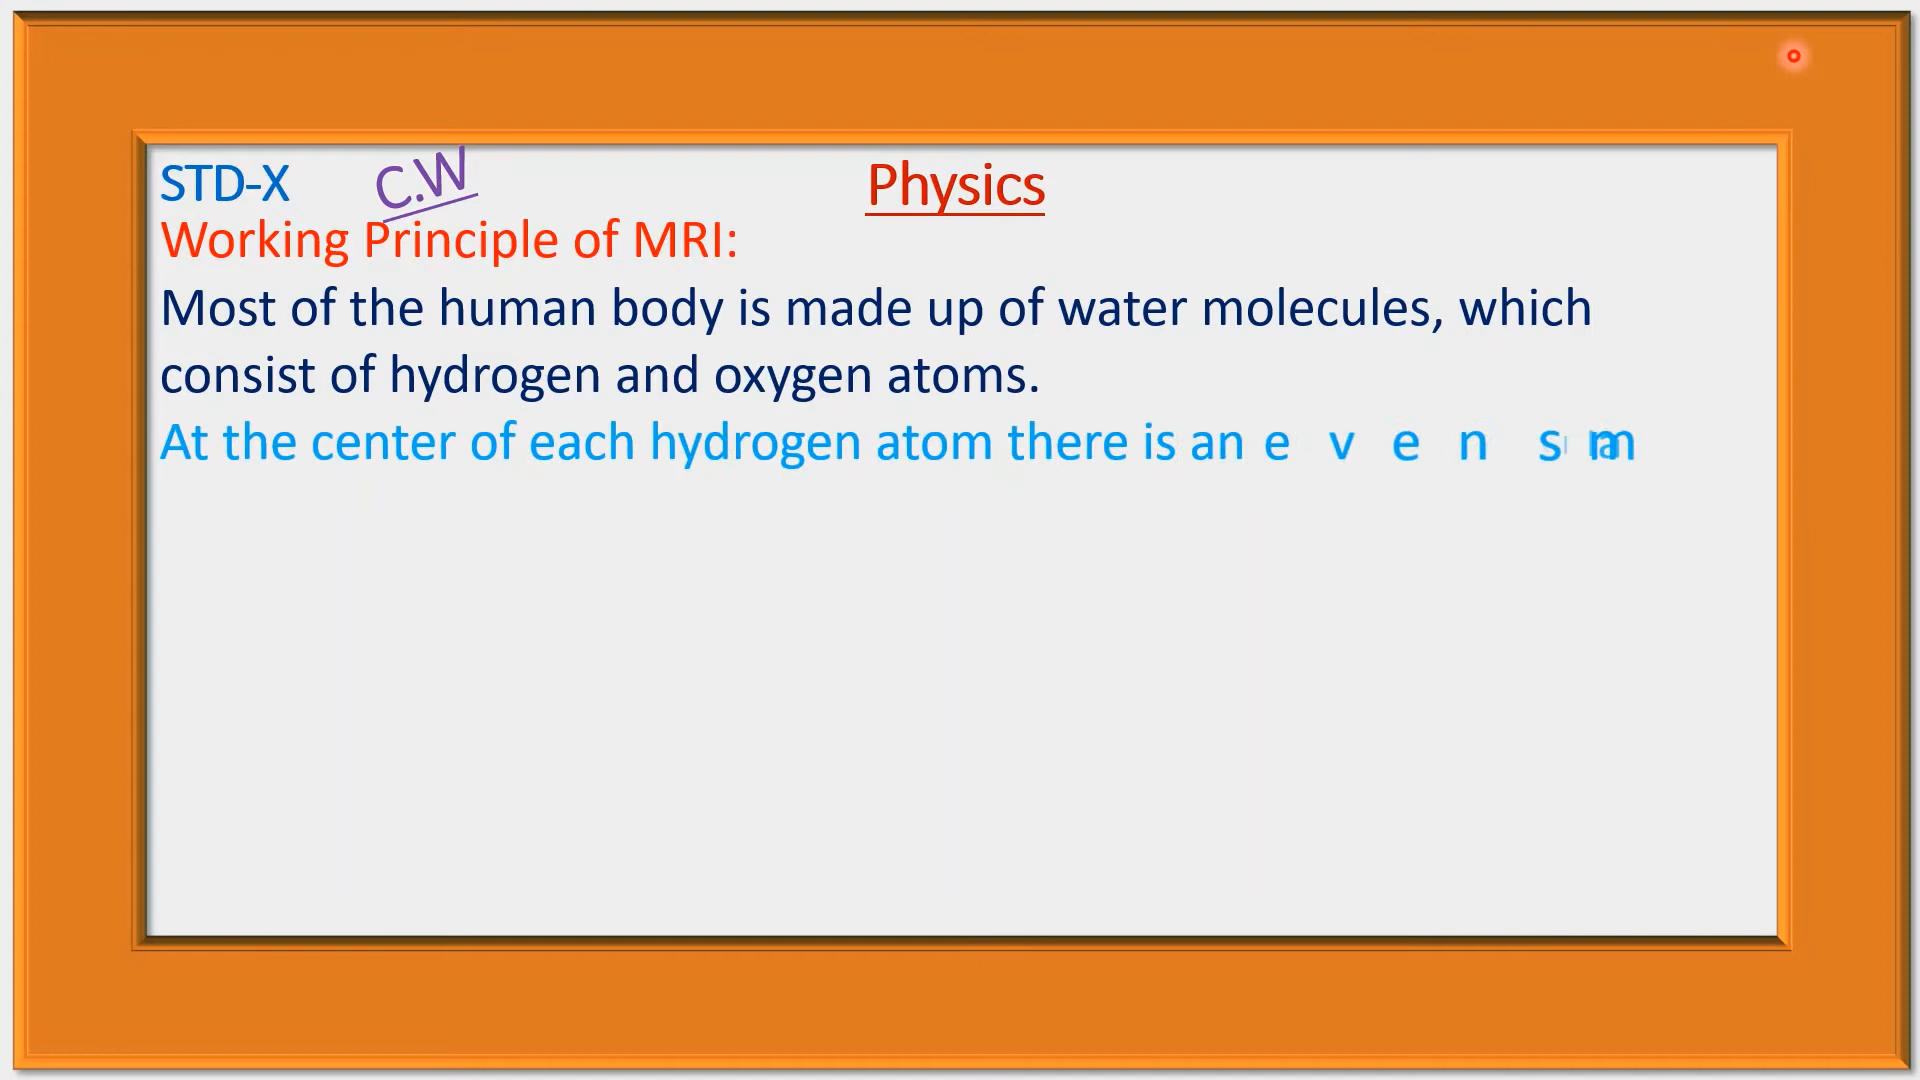 STD-X C.W Physics
Working Principle of MRI:
Most of the human body is made up of water molecules, which
consist of hydrogen and oxygen atoms.
At the center of each hydrogen atom there is an even